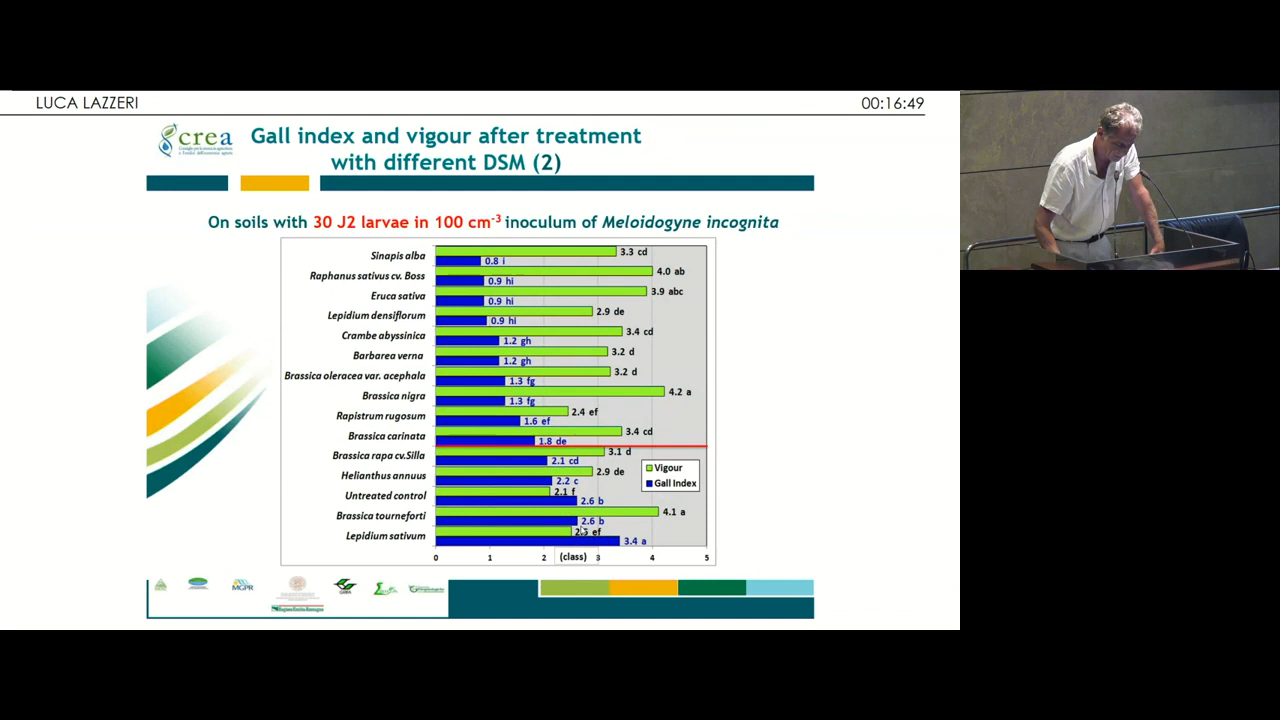 LUCA LAZZERI
00:16:49
crea
Gall index and vigour after treatment
with different DSM (2)
On soils with 30 J2 larvae in 100 cm-3 inoculum of Meloidogyne incognita
Sinapis alba 3.3 cd
0.8 i
Raphanus sativus cv. Boss 4.0 ab
0.9 hi
Eruca sativa 3.9 abc
0.9 hi
Lepidium densiflorum 2.9 de
0.9 hi
Crambe abyssinica 3.4 cd
1.2 gh
Barbarea verna 3.2 d
1.2 gh
Brassica oleracea var. acephala 3.2 d
1.3 fg
Brassica nigra 4.2 a
1.3 fg
Rapistrum rugosum 2.4 ef
1.6 ef
Brassica carinata 3.4 cd
1.8 de
Brassica rapa cv.Silla 3.1 d
2.1 cd
Helianthus annuus 2.9 de
2.2 c
Untreated control 2.1 f
2.6 b
Brassica tourneforti 4.1 a
2.6 b
Lepidium sativum ef
3.4 a
Vigour
Gall Index
0 1 2 (class) 3 4 5
MGPR